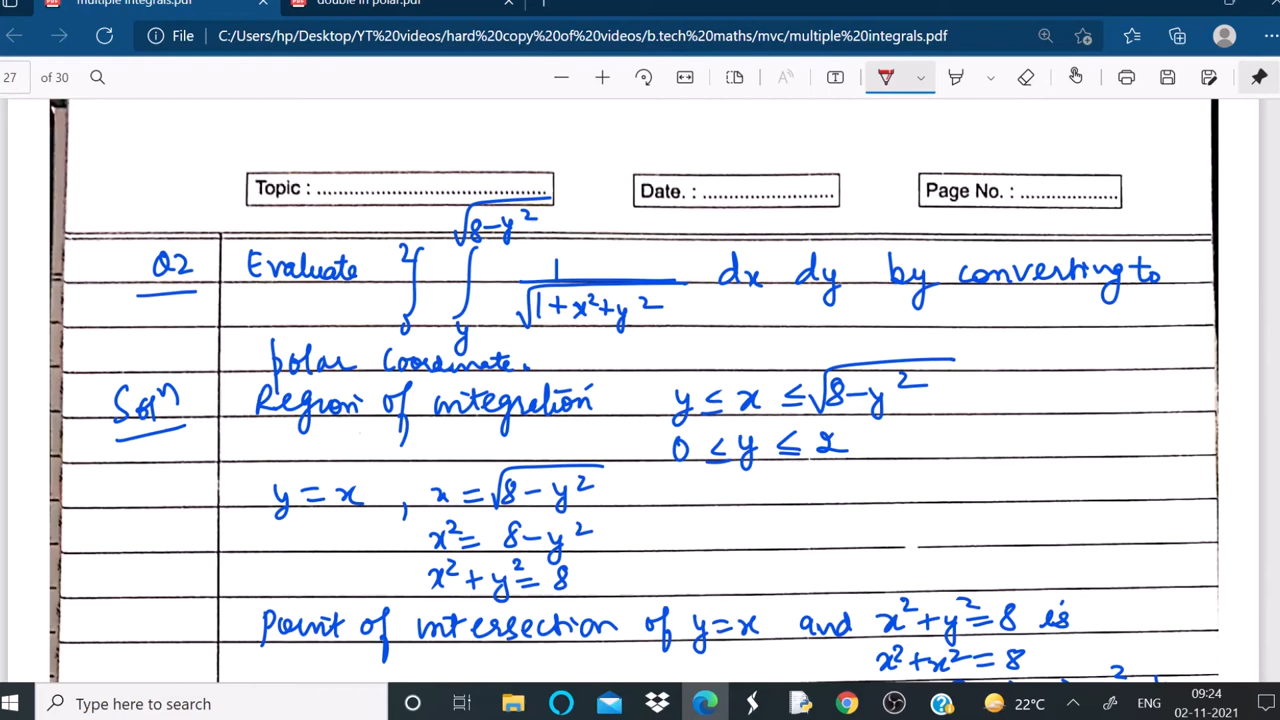 multiple integrals.pdf
double in polar.pdf
File C:/Users/hp/Desktop/YT%20videos/hard%20copy%20of%20videos/b.tech%20maths/mvc/multiple%20integrals.pdf
27 of 30
Topic : Date. : Page No. :
Q2 Evaluate ∫₀² ∫_y^√(8-y²) 1/√(1+x²+y²) dx dy by converting to
polar coordinate.
Solⁿ Region of integration y ≤ x ≤ √(8-y²)
0 ≤ y ≤ 2
y = x , x = √(8-y²)
x² = 8-y²
x²+y² = 8
Point of intersection of y=x and x²+y²=8 is
x²+x² = 8
Type here to search
22°C ENG 09:24
02-11-2021